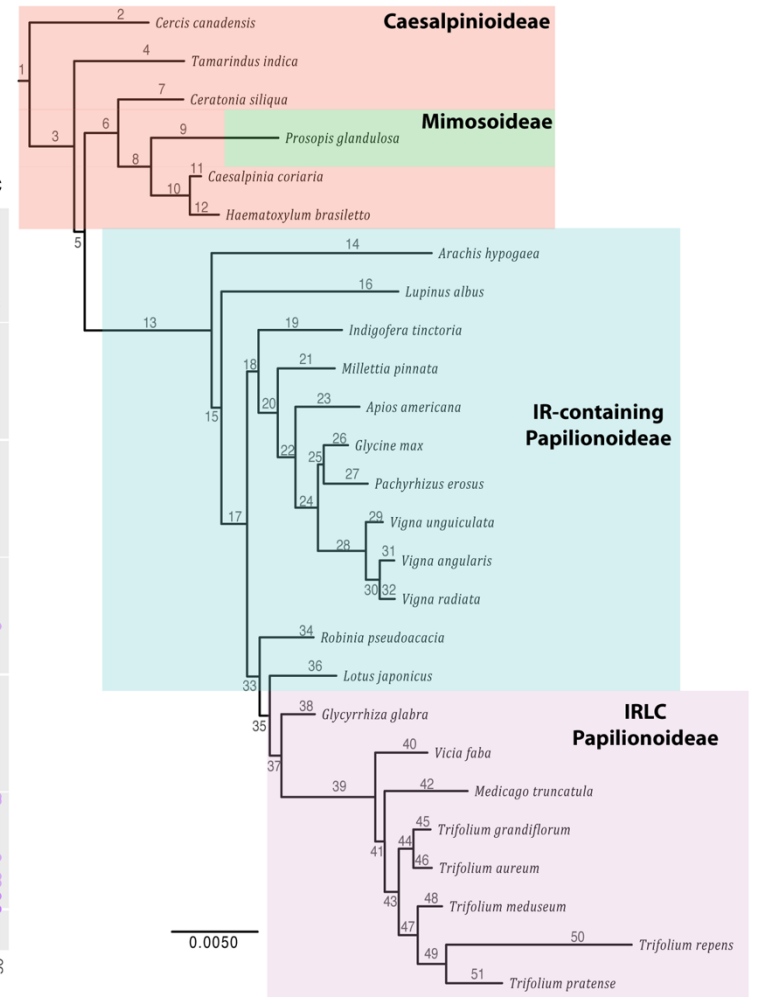 2
Cercis canadensis
Caesalpinioideae
1
4
Tamarindus indica
7
Ceratonia siliqua
6
Mimosoideae
3
9
Prosopis glandulosa
8
11
Caesalpinia coriaria
10
12
Haematoxylum brasiletto
5
14
Arachis hypogaea
16
Lupinus albus
13
19
Indigofera tinctoria
18
21
Millettia pinnata
20
23
Apios americana
15
IR-containing
Papilionoideae
26
Glycine max
22
25
27
Pachyrhizus erosus
24
17
29
Vigna unguiculata
28
31
Vigna angularis
30
32
Vigna radiata
34
Robinia pseudoacacia
36
Lotus japonicus
33
38
Glycyrrhiza glabra
IRLC
Papilionoideae
35
40
Vicia faba
37
39
42
Medicago truncatula
45
Trifolium grandiflorum
44
41
46
Trifolium aureum
43
48
Trifolium meduseum
47
50
Trifolium repens
49
51
Trifolium pratense
0.0050